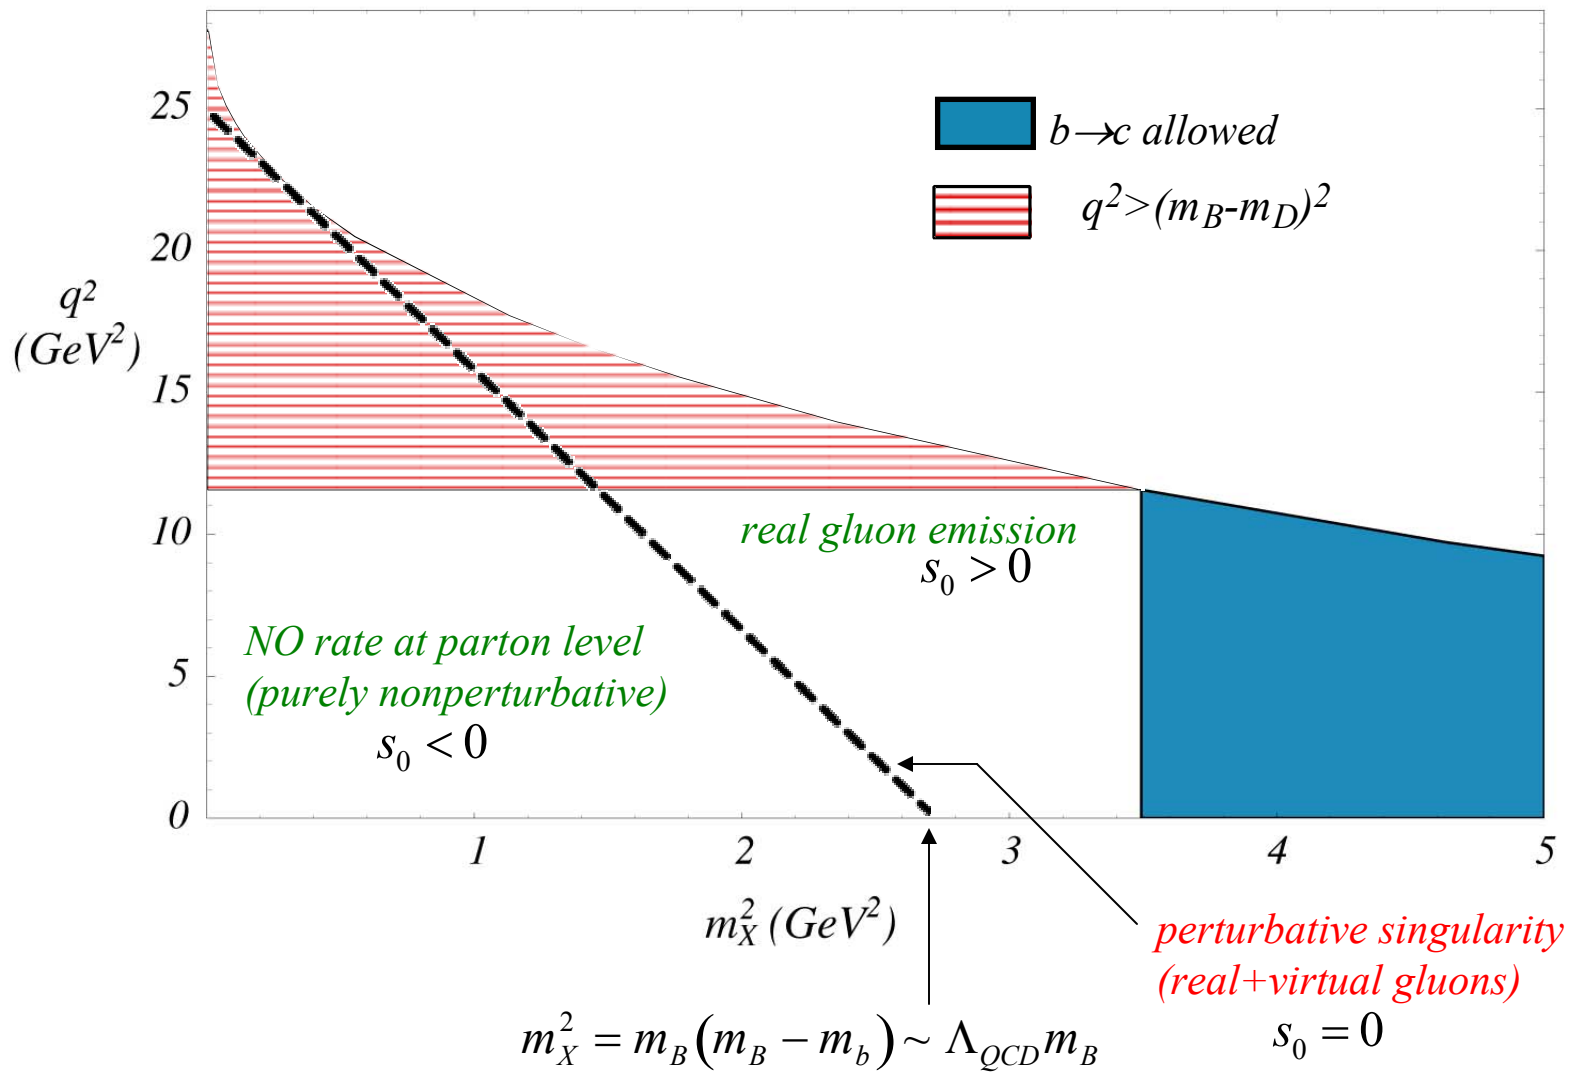 25
20
15
10
5
0
q²
(GeV²)
b→c allowed
q²>(m_B-m_D)²
real gluon emission
s₀ > 0
NO rate at parton level
(purely nonperturbative)
s₀ < 0
1 2 3 4 5
m_X² (GeV²)
perturbative singularity
(real+virtual gluons)
s₀ = 0
m_X² = m_B(m_B − m_b) ~ Λ_QCD m_B